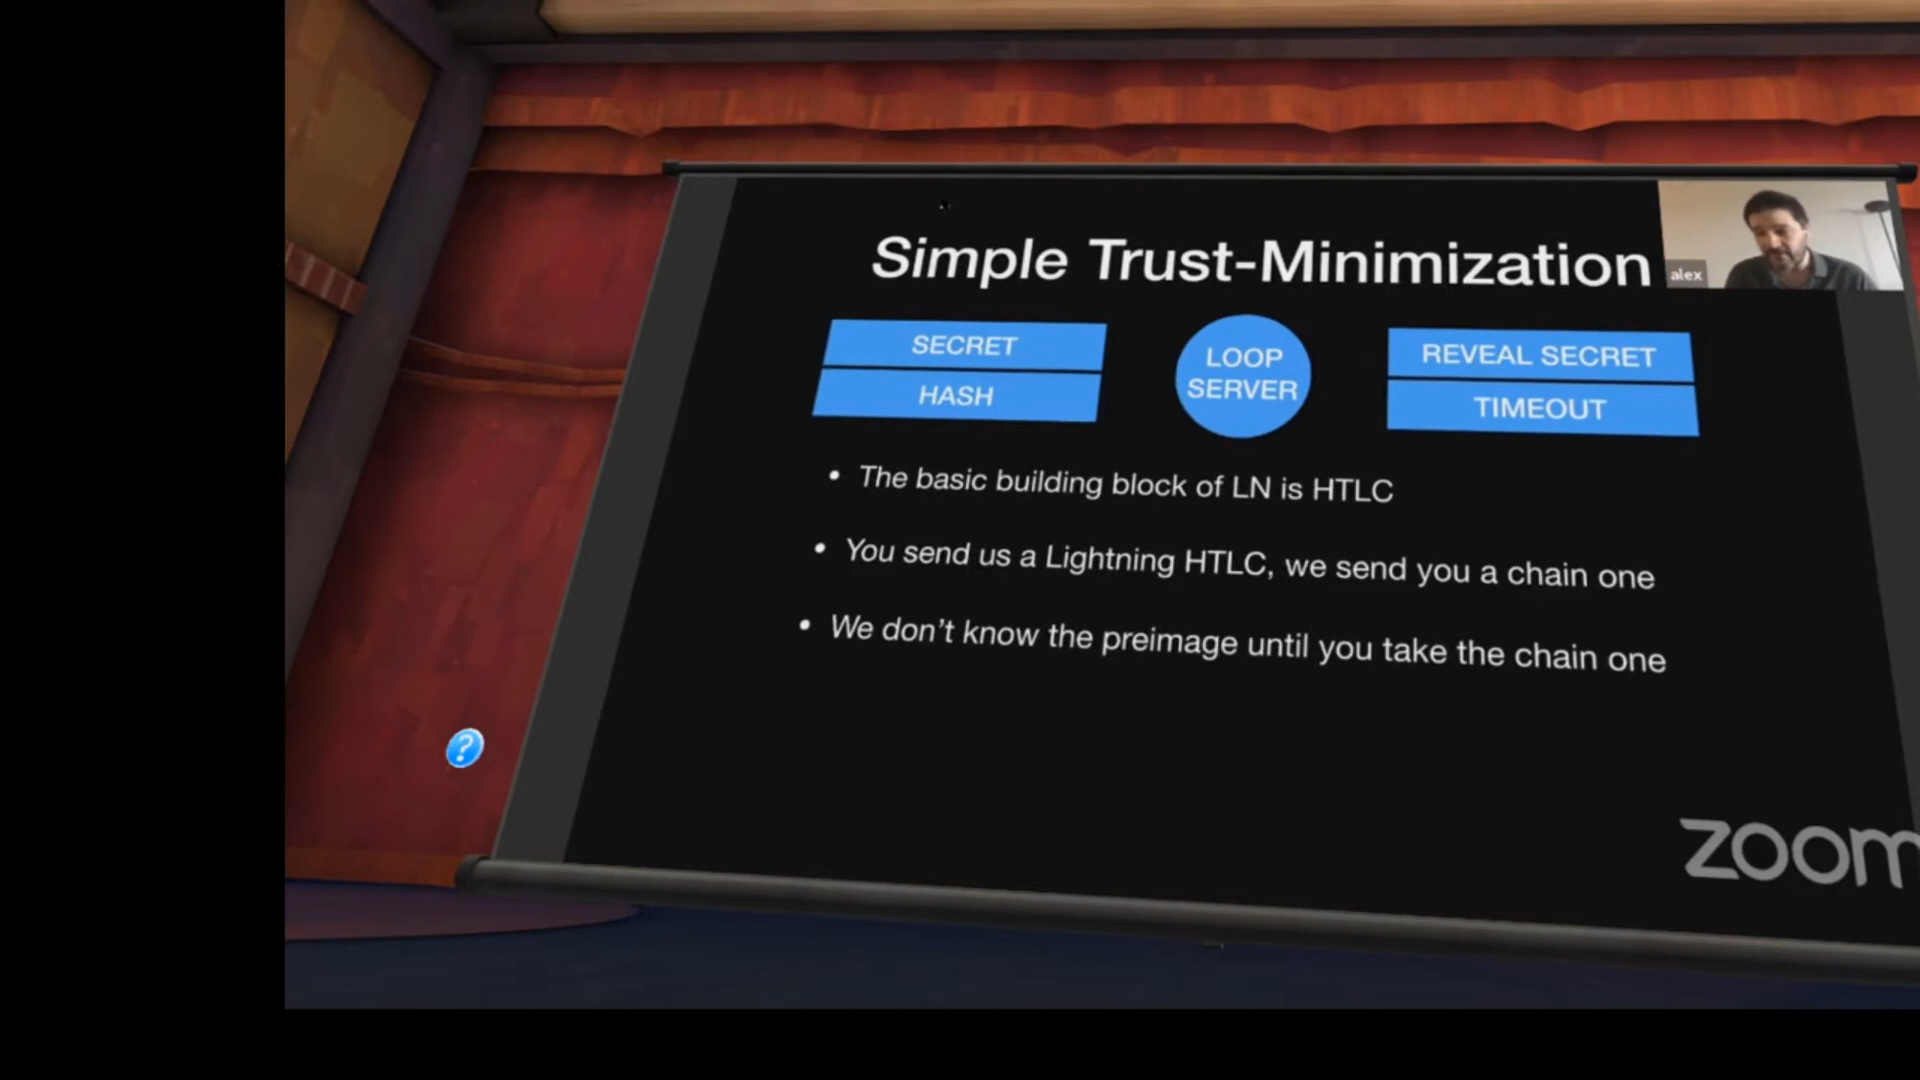 Simple Trust-Minimization
alex
SECRET
HASH
LOOP
SERVER
REVEAL SECRET
TIMEOUT
• The basic building block of LN is HTLC
• You send us a Lightning HTLC, we send you a chain one
• We don't know the preimage until you take the chain one
?
zoom